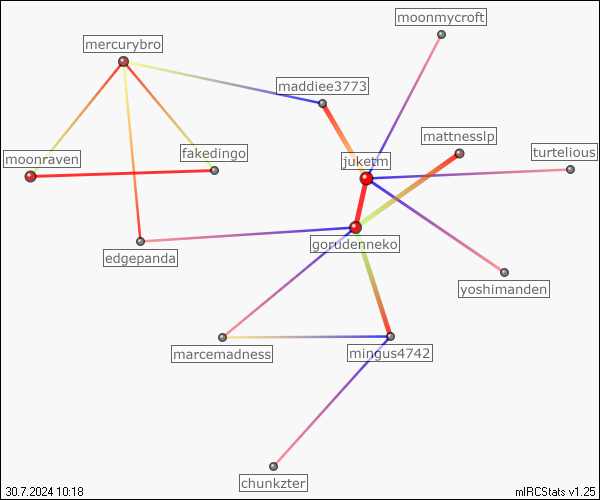 moonmycroft
mercurybro
maddiee3773
mattnesslp
turtelious
fakedingo
moonraven
juketm
gorudenneko
edgepanda
yoshimanden
marcemadness
mingus4742
chunkzter
30.7.2024 10:18
mIRCStats v1.25